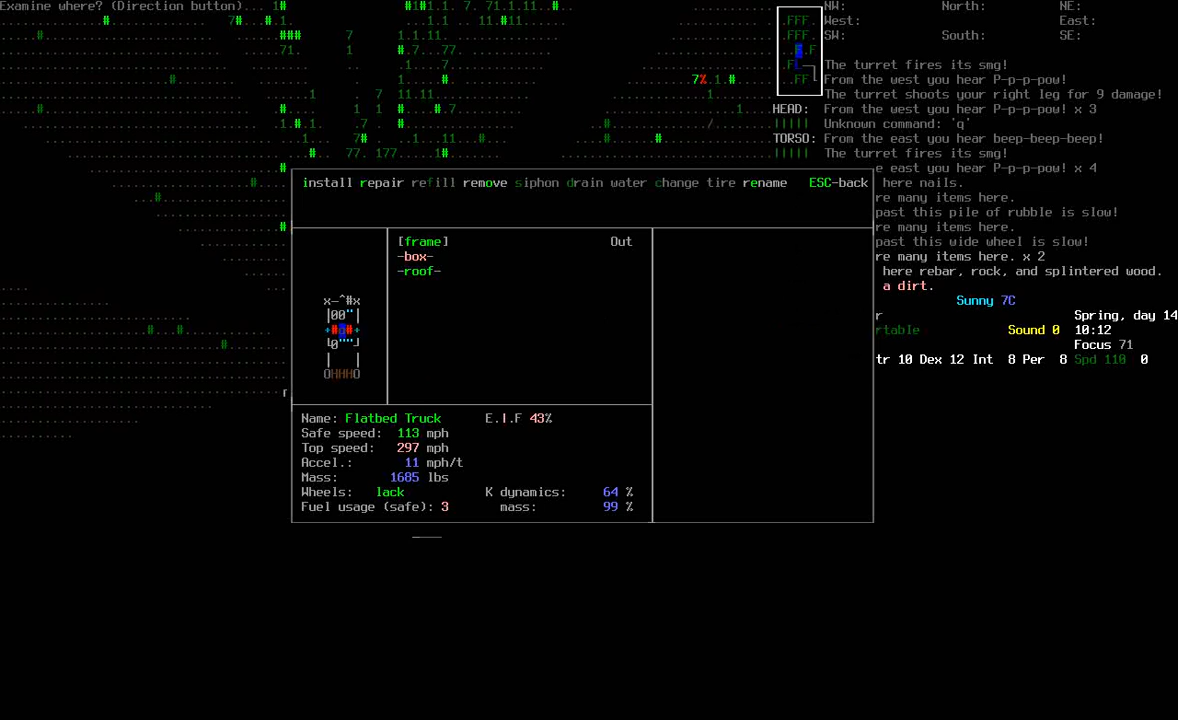 Examine where? (Direction button)
NW: North: NE:
West: East:
SW: South: SE:
The turret fires its smg!
From the west you hear P-p-p-pow!
The turret shoots your right leg for 9 damage!
HEAD: From the west you hear P-p-p-pow! x 3
||||| Unknown command: 'q'
TORSO: From the east you hear beep-beep-beep!
||||| The turret fires its smg!
e east you hear P-p-p-pow! x 4
install repair refill remove siphon drain water change tire rename ESC-back
here nails.
re many items here.
past this pile of rubble is slow!
re many items here.
[frame] Out
past this wide wheel is slow!
-box-
re many items here. x 2
-roof-
here rebar, rock, and splintered wood.
a dirt.
Sunny 7C
r Spring, day 14
rtable Sound 0 10:12
Focus 71
tr 10 Dex 12 Int 8 Per 8 Spd 110 0
Name: Flatbed Truck E.I.F 43%
Safe speed: 113 mph
Top speed: 297 mph
Accel.: 11 mph/t
Mass: 1685 lbs
Wheels: lack K dynamics: 64 %
Fuel usage (safe): 3 mass: 99 %